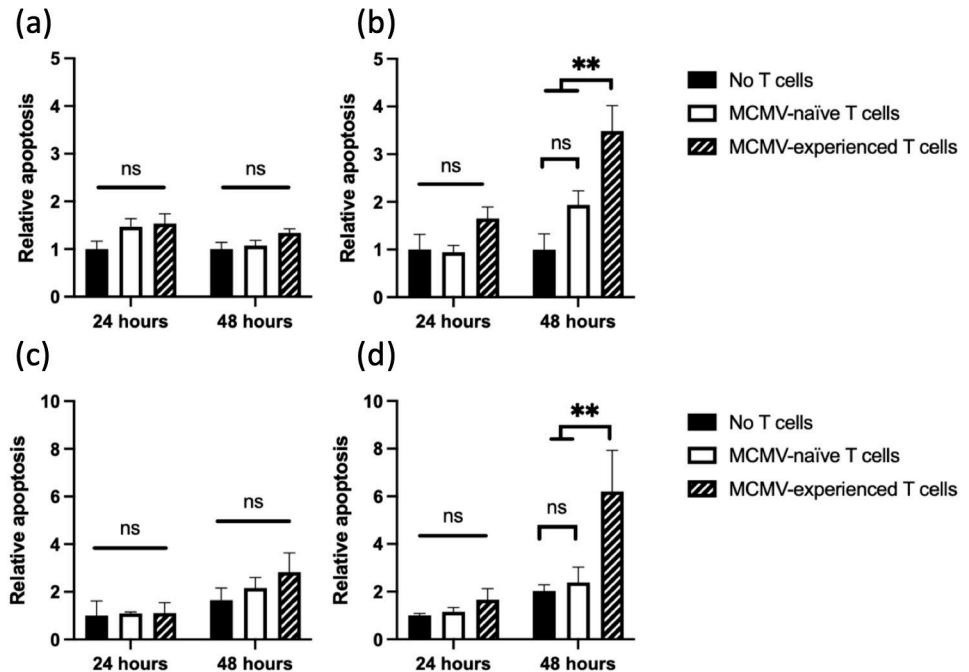 (a)
Relative apoptosis
5
4
3
2
1
0
ns
ns
24 hours
48 hours
(b)
Relative apoptosis
5
4
3
2
1
0
ns
ns
**
24 hours
48 hours
No T cells
MCMV-naïve T cells
MCMV-experienced T cells
(c)
Relative apoptosis
10
8
6
4
2
0
ns
ns
24 hours
48 hours
(d)
Relative apoptosis
10
8
6
4
2
0
ns
ns
**
24 hours
48 hours
No T cells
MCMV-naïve T cells
MCMV-experienced T cells